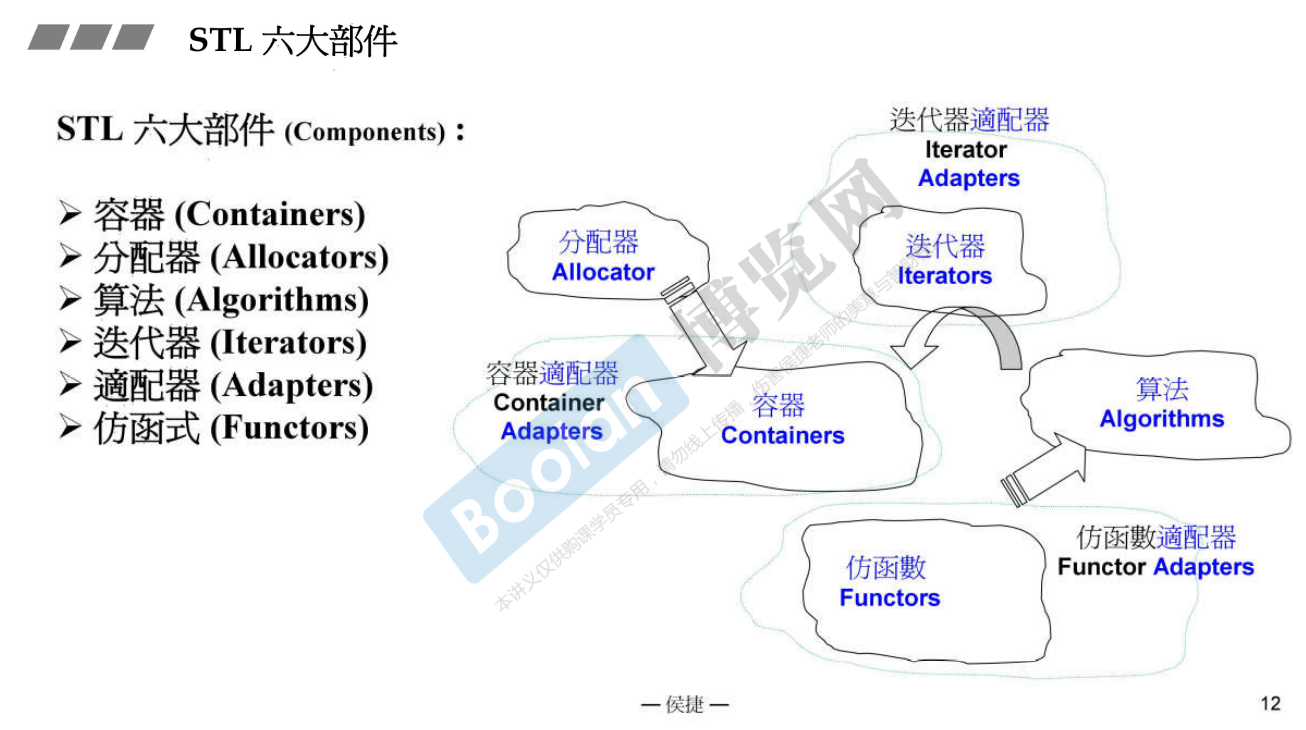 STL 六大部件
STL 六大部件 (Components) :
➢ 容器 (Containers)
➢ 分配器 (Allocators)
➢ 算法 (Algorithms)
➢ 迭代器 (Iterators)
➢ 適配器 (Adapters)
➢ 仿函式 (Functors)
迭代器適配器
Iterator
Adapters
分配器
Allocator
迭代器
Iterators
容器適配器
Container
Adapters
容器
Containers
算法
Algorithms
仿函數
Functors
仿函數適配器
Functor Adapters
Boolan 博览网
本讲义仅供购课学员专用，请勿线上传播，伤害侯捷老师的美意与
— 侯捷 —
12